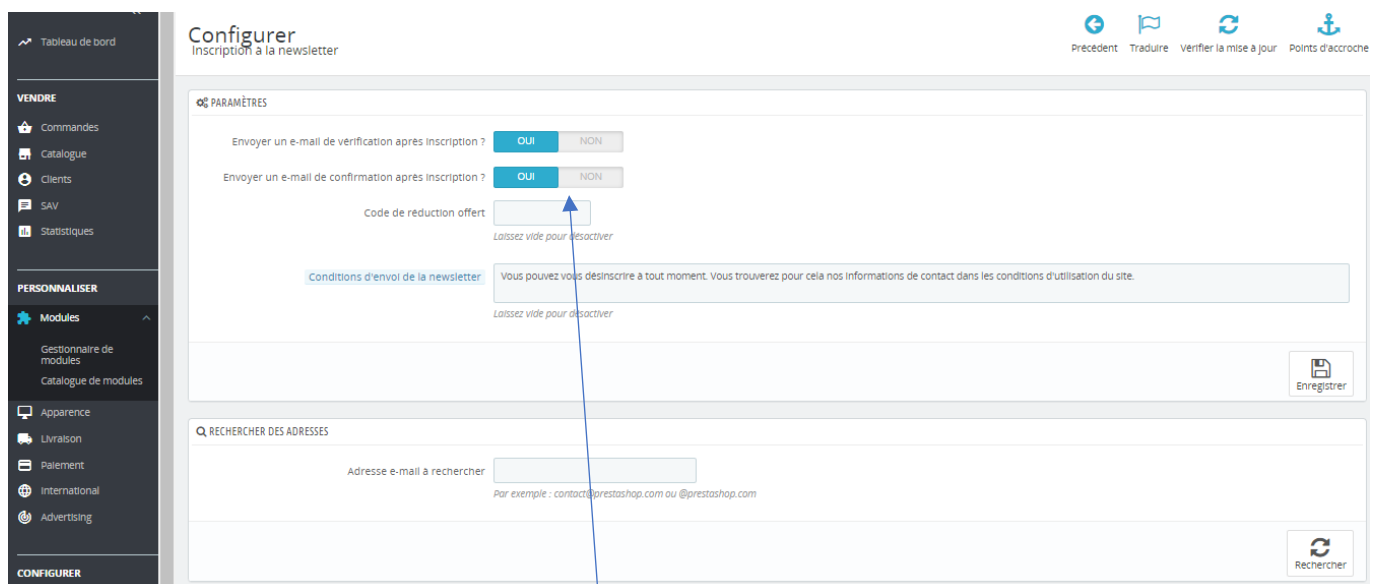 Tableau de bord
Configurer
Inscription à la newsletter
Précédent
Traduire
Vérifier la mise à jour
Points d'accroche
VENDRE
Commandes
Catalogue
Clients
SAV
Statistiques
PERSONNALISER
Modules
Gestionnaire de
modules
Catalogue de modules
Apparence
Livraison
Paiement
International
Advertising
CONFIGURER
PARAMÈTRES
Envoyer un e-mail de vérification après inscription ? OUI NON
Envoyer un e-mail de confirmation après inscription ? OUI NON
Code de réduction offert
Laissez vide pour désactiver
Conditions d'envoi de la newsletter Vous pouvez vous désinscrire à tout moment. Vous trouverez pour cela nos informations de contact dans les conditions d'utilisation du site.
Laissez vide pour désactiver
Enregistrer
RECHERCHER DES ADRESSES
Adresse e-mail à rechercher
Par exemple : contact@prestashop.com ou @prestashop.com
Rechercher